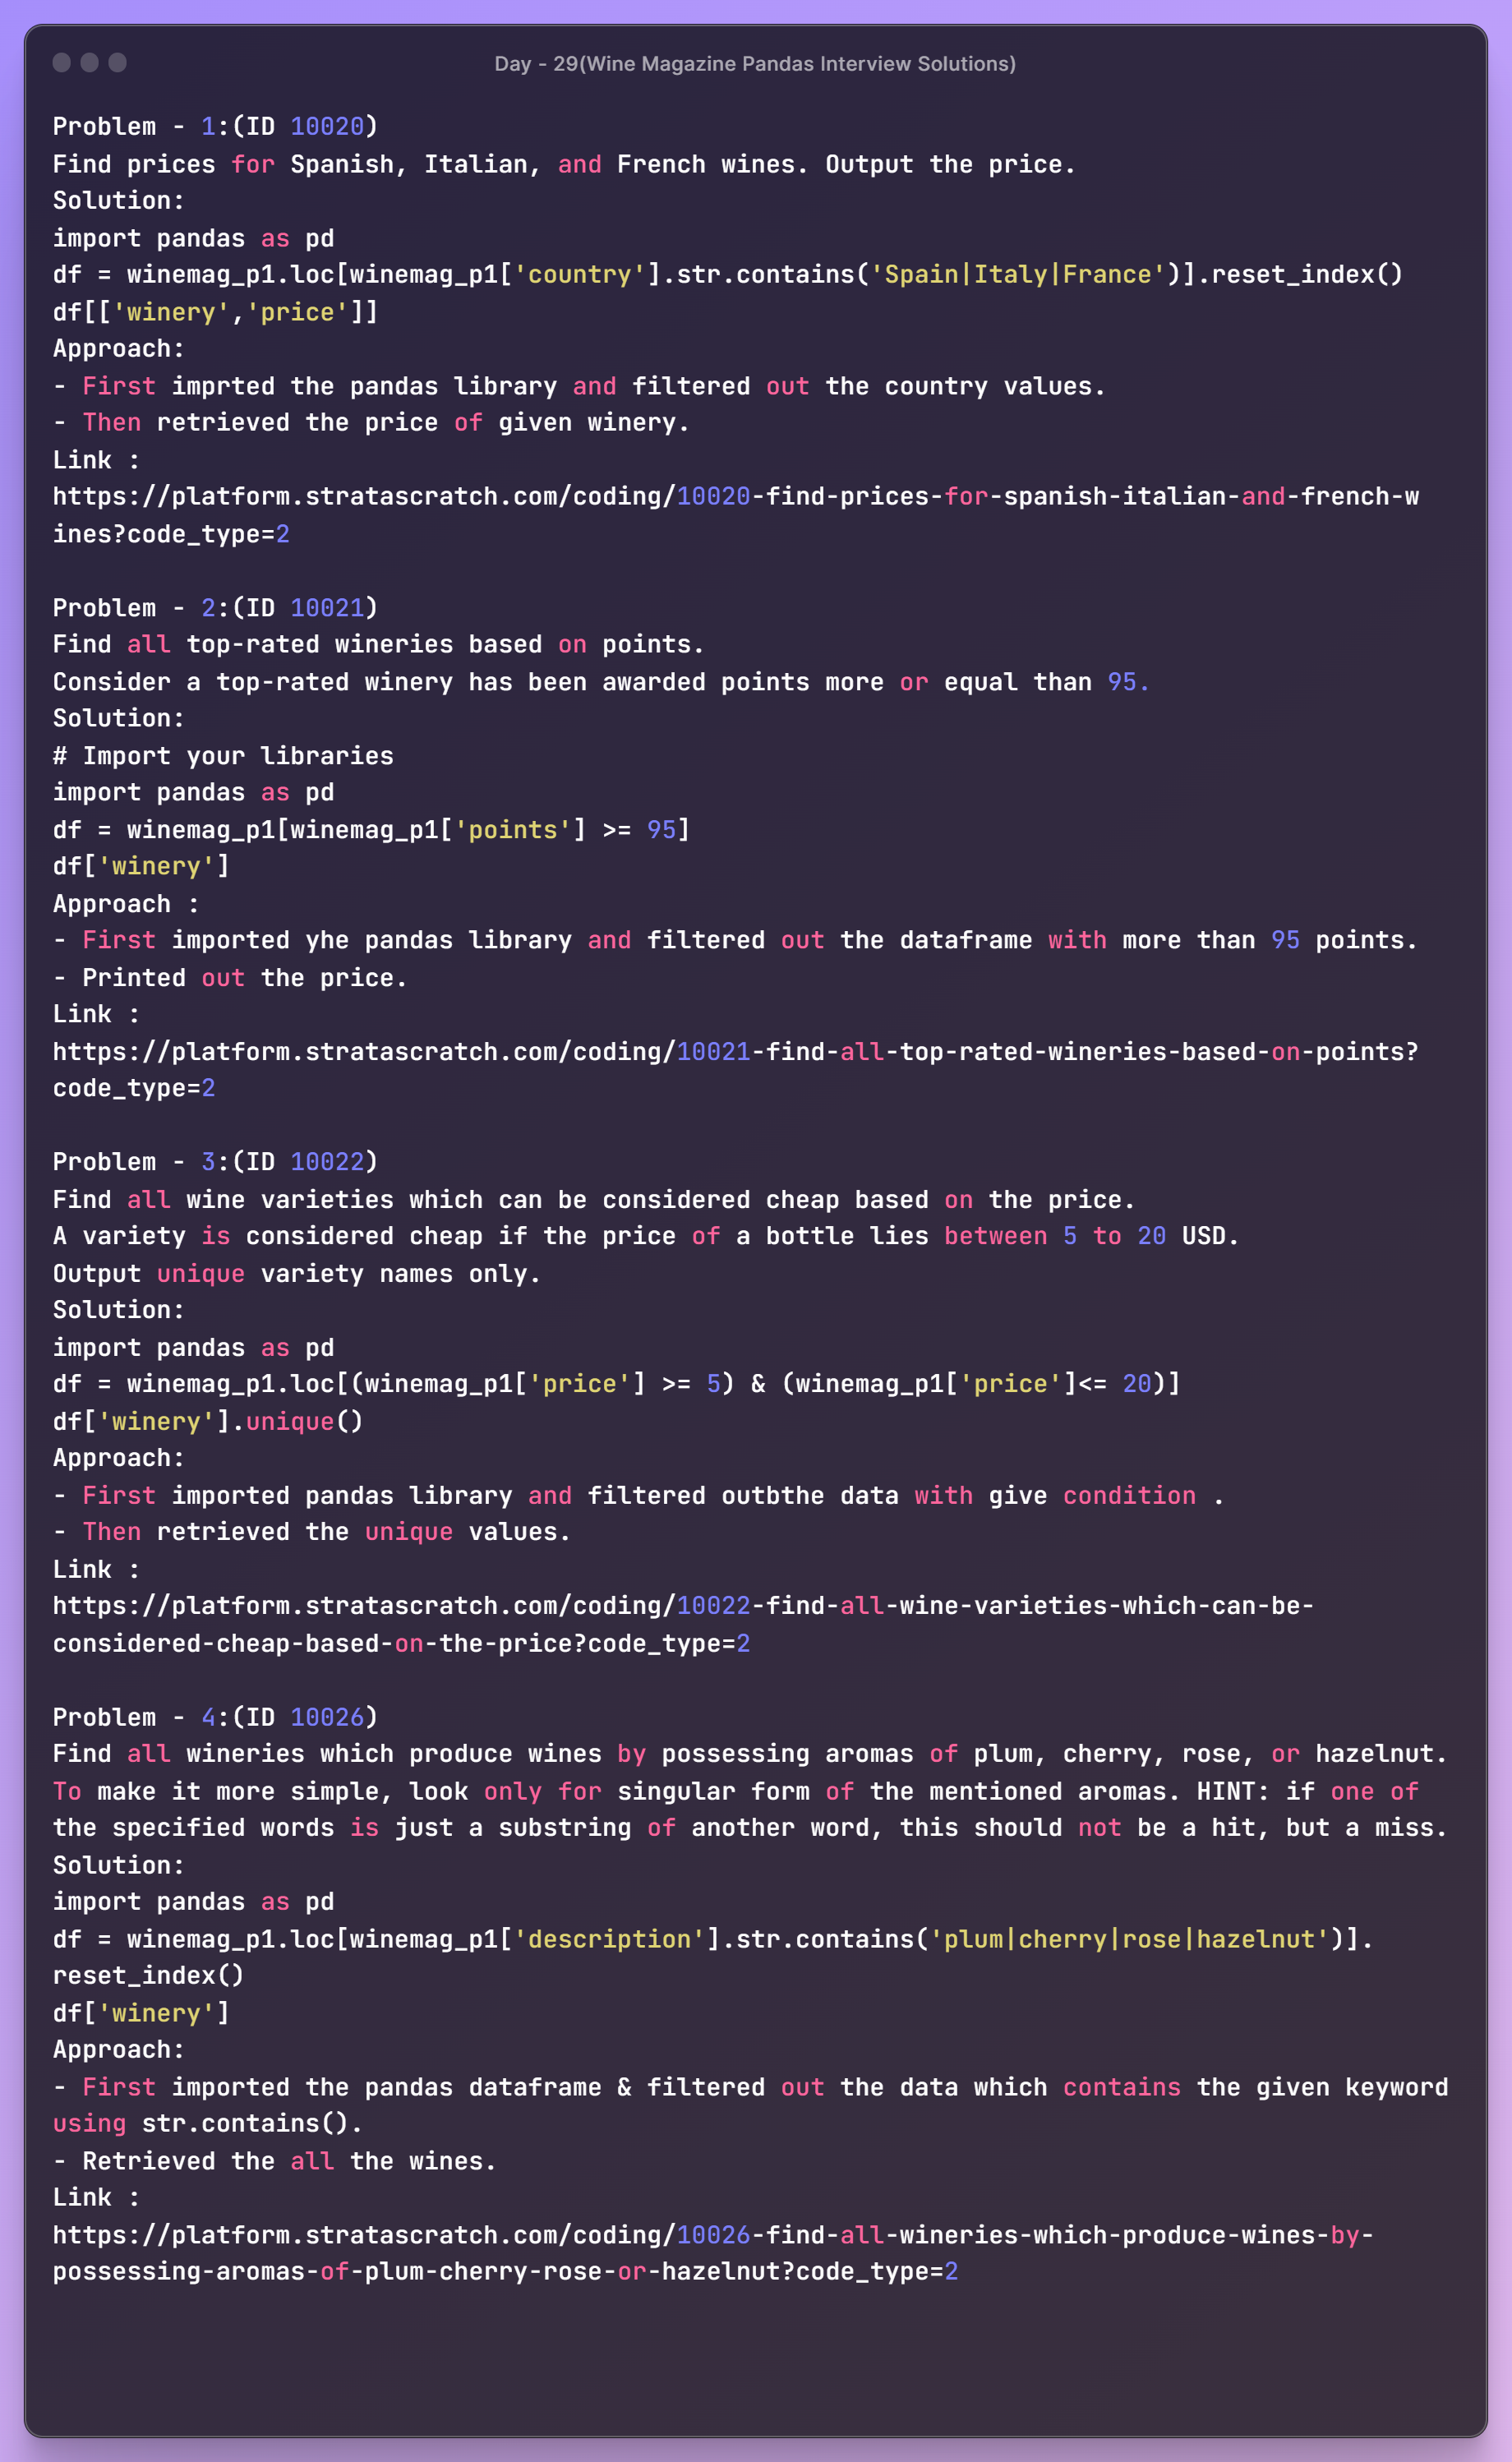 Day - 29(Wine Magazine Pandas Interview Solutions)
Problem - 1:(ID 10020)
Find prices for Spanish, Italian, and French wines. Output the price.
Solution:
import pandas as pd
df = winemag_p1.loc[winemag_p1['country'].str.contains('Spain|Italy|France')].reset_index()
df[['winery','price']]
Approach:
- First imprted the pandas library and filtered out the country values.
- Then retrieved the price of given winery.
Link :
https://platform.stratascratch.com/coding/10020-find-prices-for-spanish-italian-and-french-w
ines?code_type=2
Problem - 2:(ID 10021)
Find all top-rated wineries based on points.
Consider a top-rated winery has been awarded points more or equal than 95.
Solution:
# Import your libraries
import pandas as pd
df = winemag_p1[winemag_p1['points'] >= 95]
df['winery']
Approach :
- First imported yhe pandas library and filtered out the dataframe with more than 95 points.
- Printed out the price.
Link :
https://platform.stratascratch.com/coding/10021-find-all-top-rated-wineries-based-on-points?
code_type=2
Problem - 3:(ID 10022)
Find all wine varieties which can be considered cheap based on the price.
A variety is considered cheap if the price of a bottle lies between 5 to 20 USD.
Output unique variety names only.
Solution:
import pandas as pd
df = winemag_p1.loc[(winemag_p1['price'] >= 5) & (winemag_p1['price']<= 20)]
df['winery'].unique()
Approach:
- First imported pandas library and filtered outbthe data with give condition .
- Then retrieved the unique values.
Link :
https://platform.stratascratch.com/coding/10022-find-all-wine-varieties-which-can-be-
considered-cheap-based-on-the-price?code_type=2
Problem - 4:(ID 10026)
Find all wineries which produce wines by possessing aromas of plum, cherry, rose, or hazelnut.
To make it more simple, look only for singular form of the mentioned aromas. HINT: if one of
the specified words is just a substring of another word, this should not be a hit, but a miss.
Solution:
import pandas as pd
df = winemag_p1.loc[winemag_p1['description'].str.contains('plum|cherry|rose|hazelnut')].
reset_index()
df['winery']
Approach:
- First imported the pandas dataframe & filtered out the data which contains the given keyword
using str.contains().
- Retrieved the all the wines.
Link :
https://platform.stratascratch.com/coding/10026-find-all-wineries-which-produce-wines-by-
possessing-aromas-of-plum-cherry-rose-or-hazelnut?code_type=2